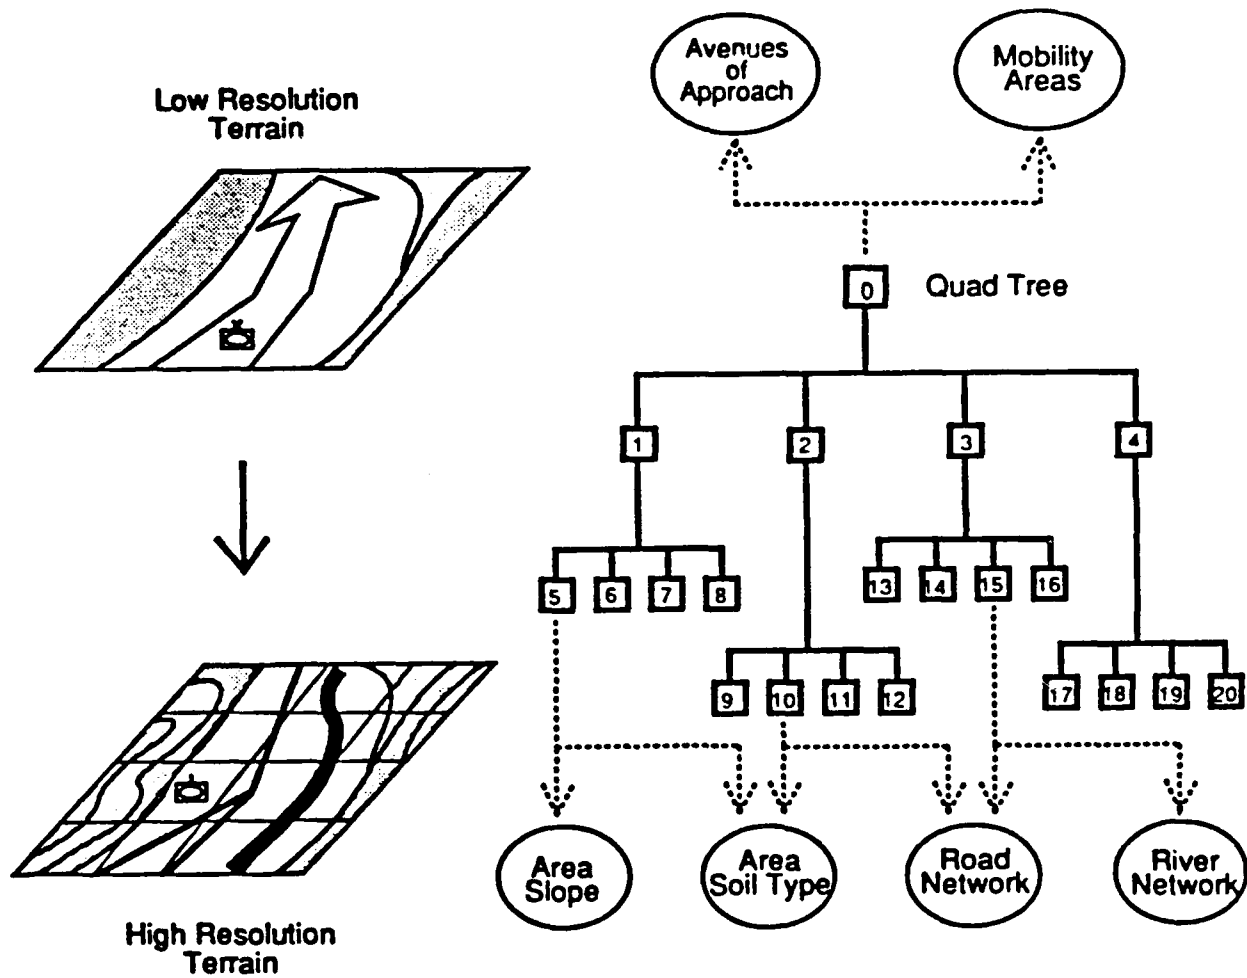 Avenues
of
Approach
Mobility
Areas
Low Resolution
Terrain
0
Quad Tree
1
2
3
4
5
6
7
8
13
14
15
16
9
10
11
12
17
18
19
20
Area
Slope
Area
Soil Type
Road
Network
River
Network
High Resolution
Terrain